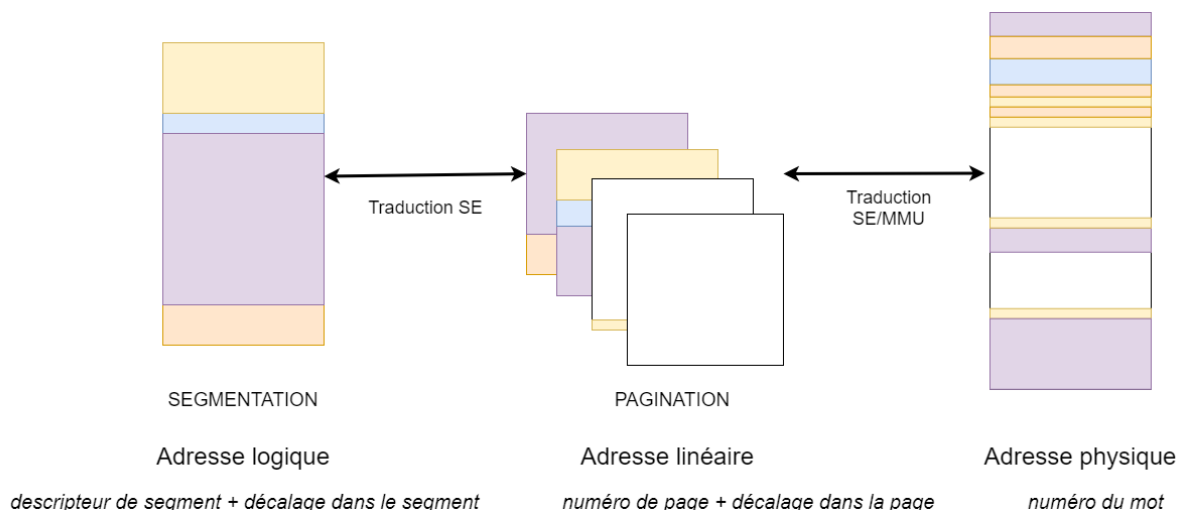 Traduction SE
Traduction
SE/MMU
SEGMENTATION
PAGINATION
Adresse logique
Adresse linéaire
Adresse physique
descripteur de segment + décalage dans le segment
numéro de page + décalage dans la page
numéro du mot